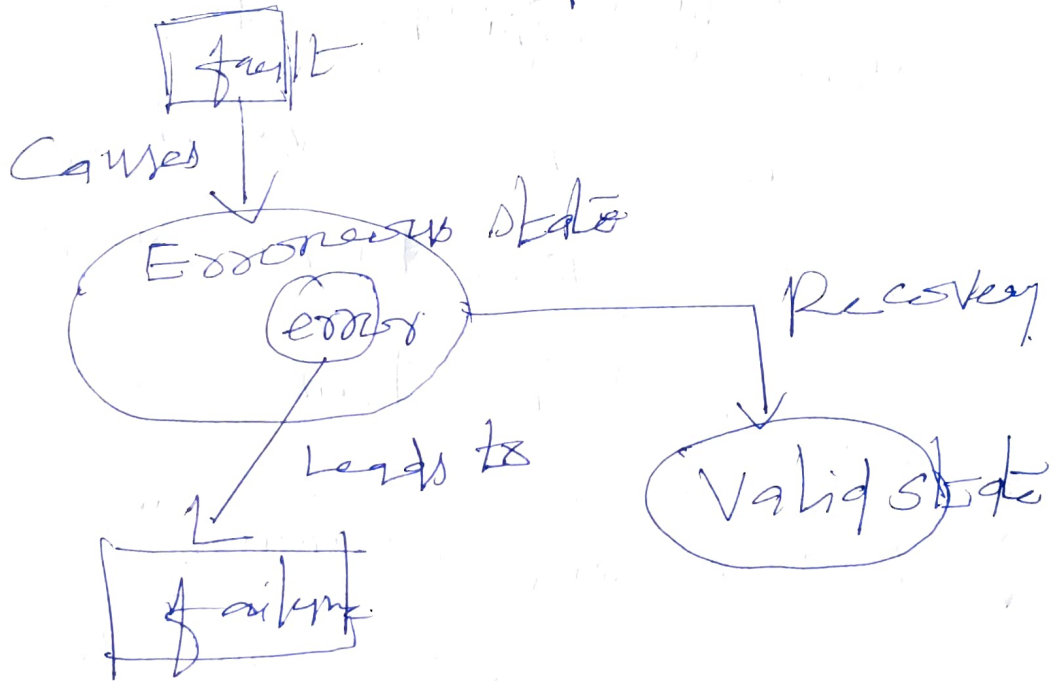 fault
Causes
Erroneous state
error
Recovery
Leads to
Valid state
failure